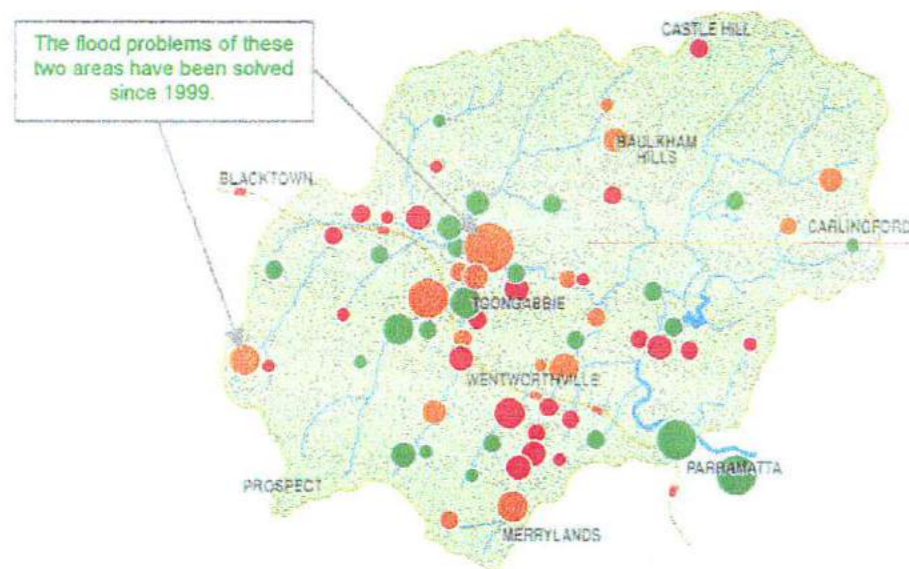 The flood problems of these
two areas have been solved
since 1999.
CASTLE HILL
BAULKHAM
HILLS
BLACKTOWN
CARLINGFORD
TOONGABBIE
WENTWORTHVILLE
PARRAMATTA
PROSPECT
MERRYLANDS